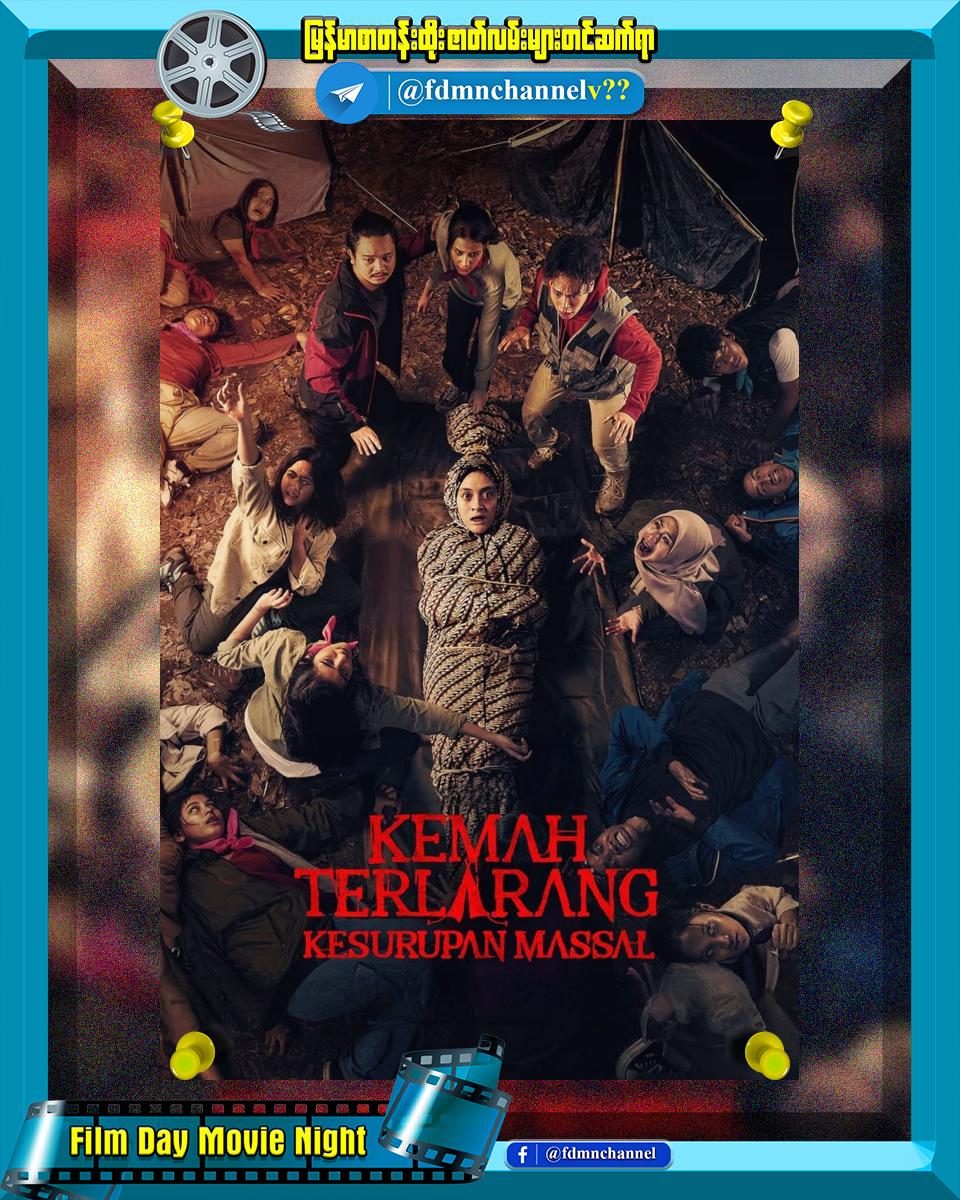 မြန်မာစာတန်းထိုးဇာတ်လမ်းများတင်ဆက်ရာ
@fdmnchannelv??
KEMAH
TERLARANG
KESURUPAN MASSAL
Film Day Movie Night
f | @fdmnchannel